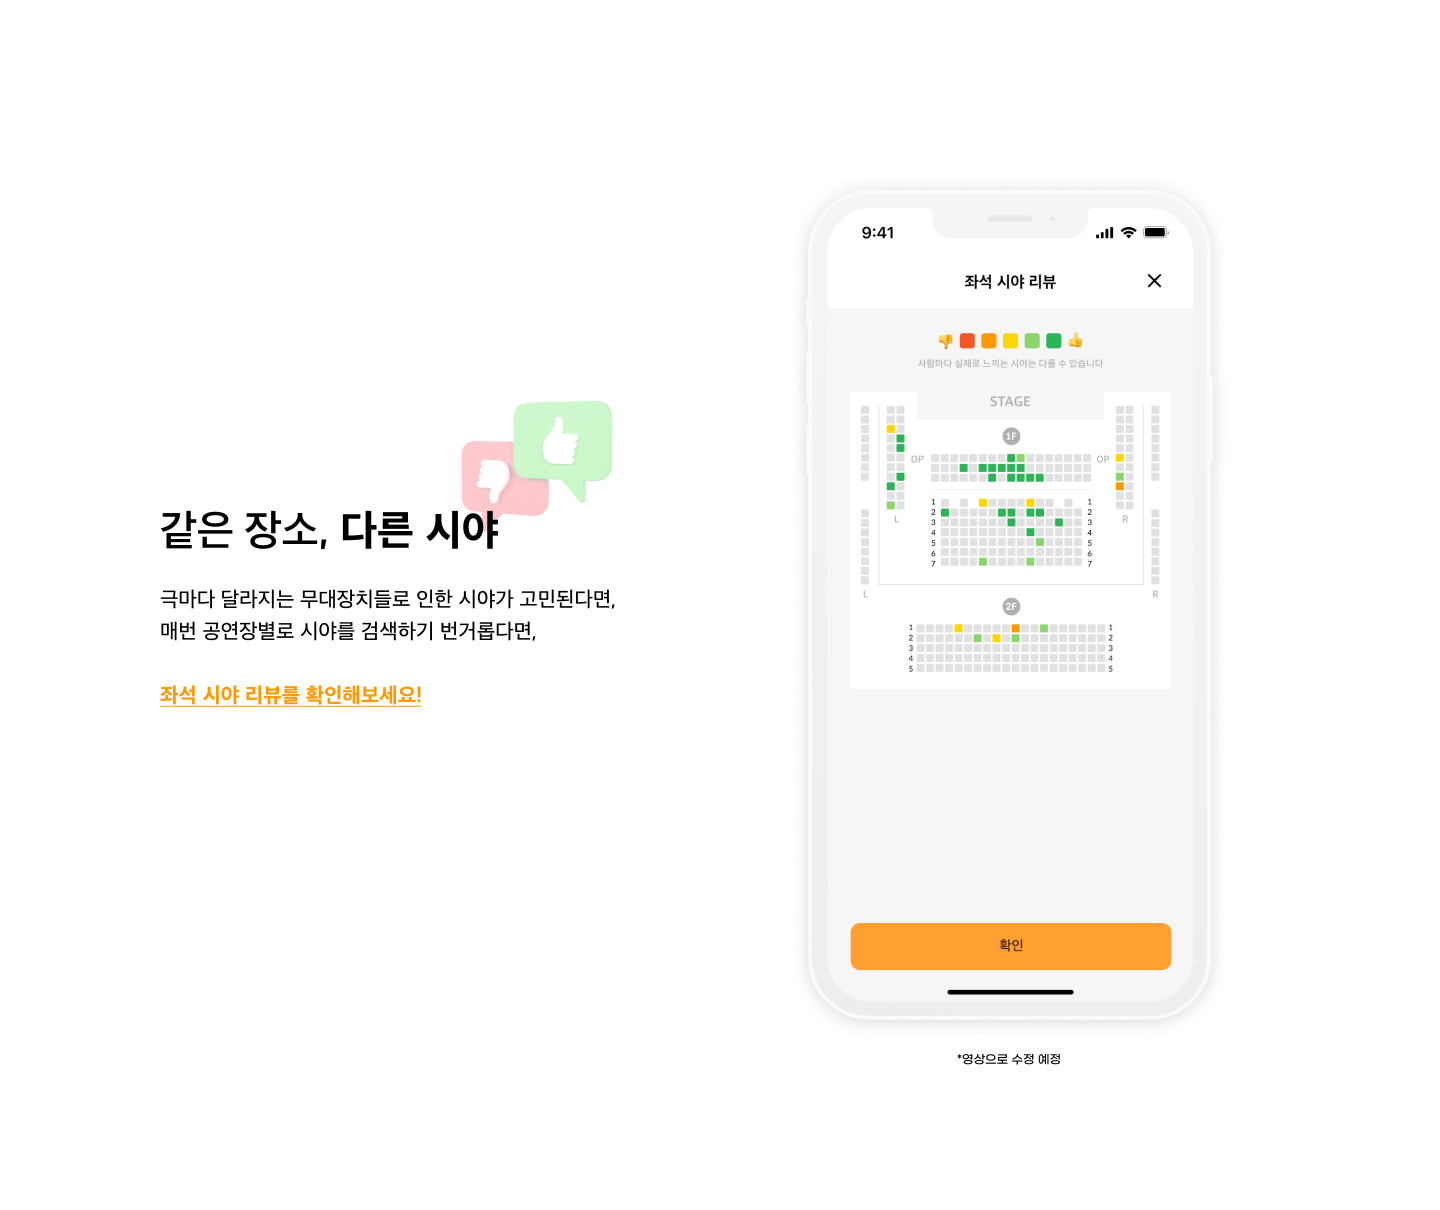 같은 장소, 다른 시야
극마다 달라지는 무대장치들로 인한 시야가 고민된다면,
매번 공연장별로 시야를 검색하기 번거롭다면,
좌석 시야 리뷰를 확인해보세요!
9:41
좌석 시야 리뷰
사람마다 실제로 느끼는 시야는 다를 수 있습니다
STAGE
1F
OP OP
1 1
2 2
3 3
4 4
5 5
6 6
7 7
L R
L R
2F
1 1
2 2
3 3
4 4
5 5
확인
*영상으로 수정 예정